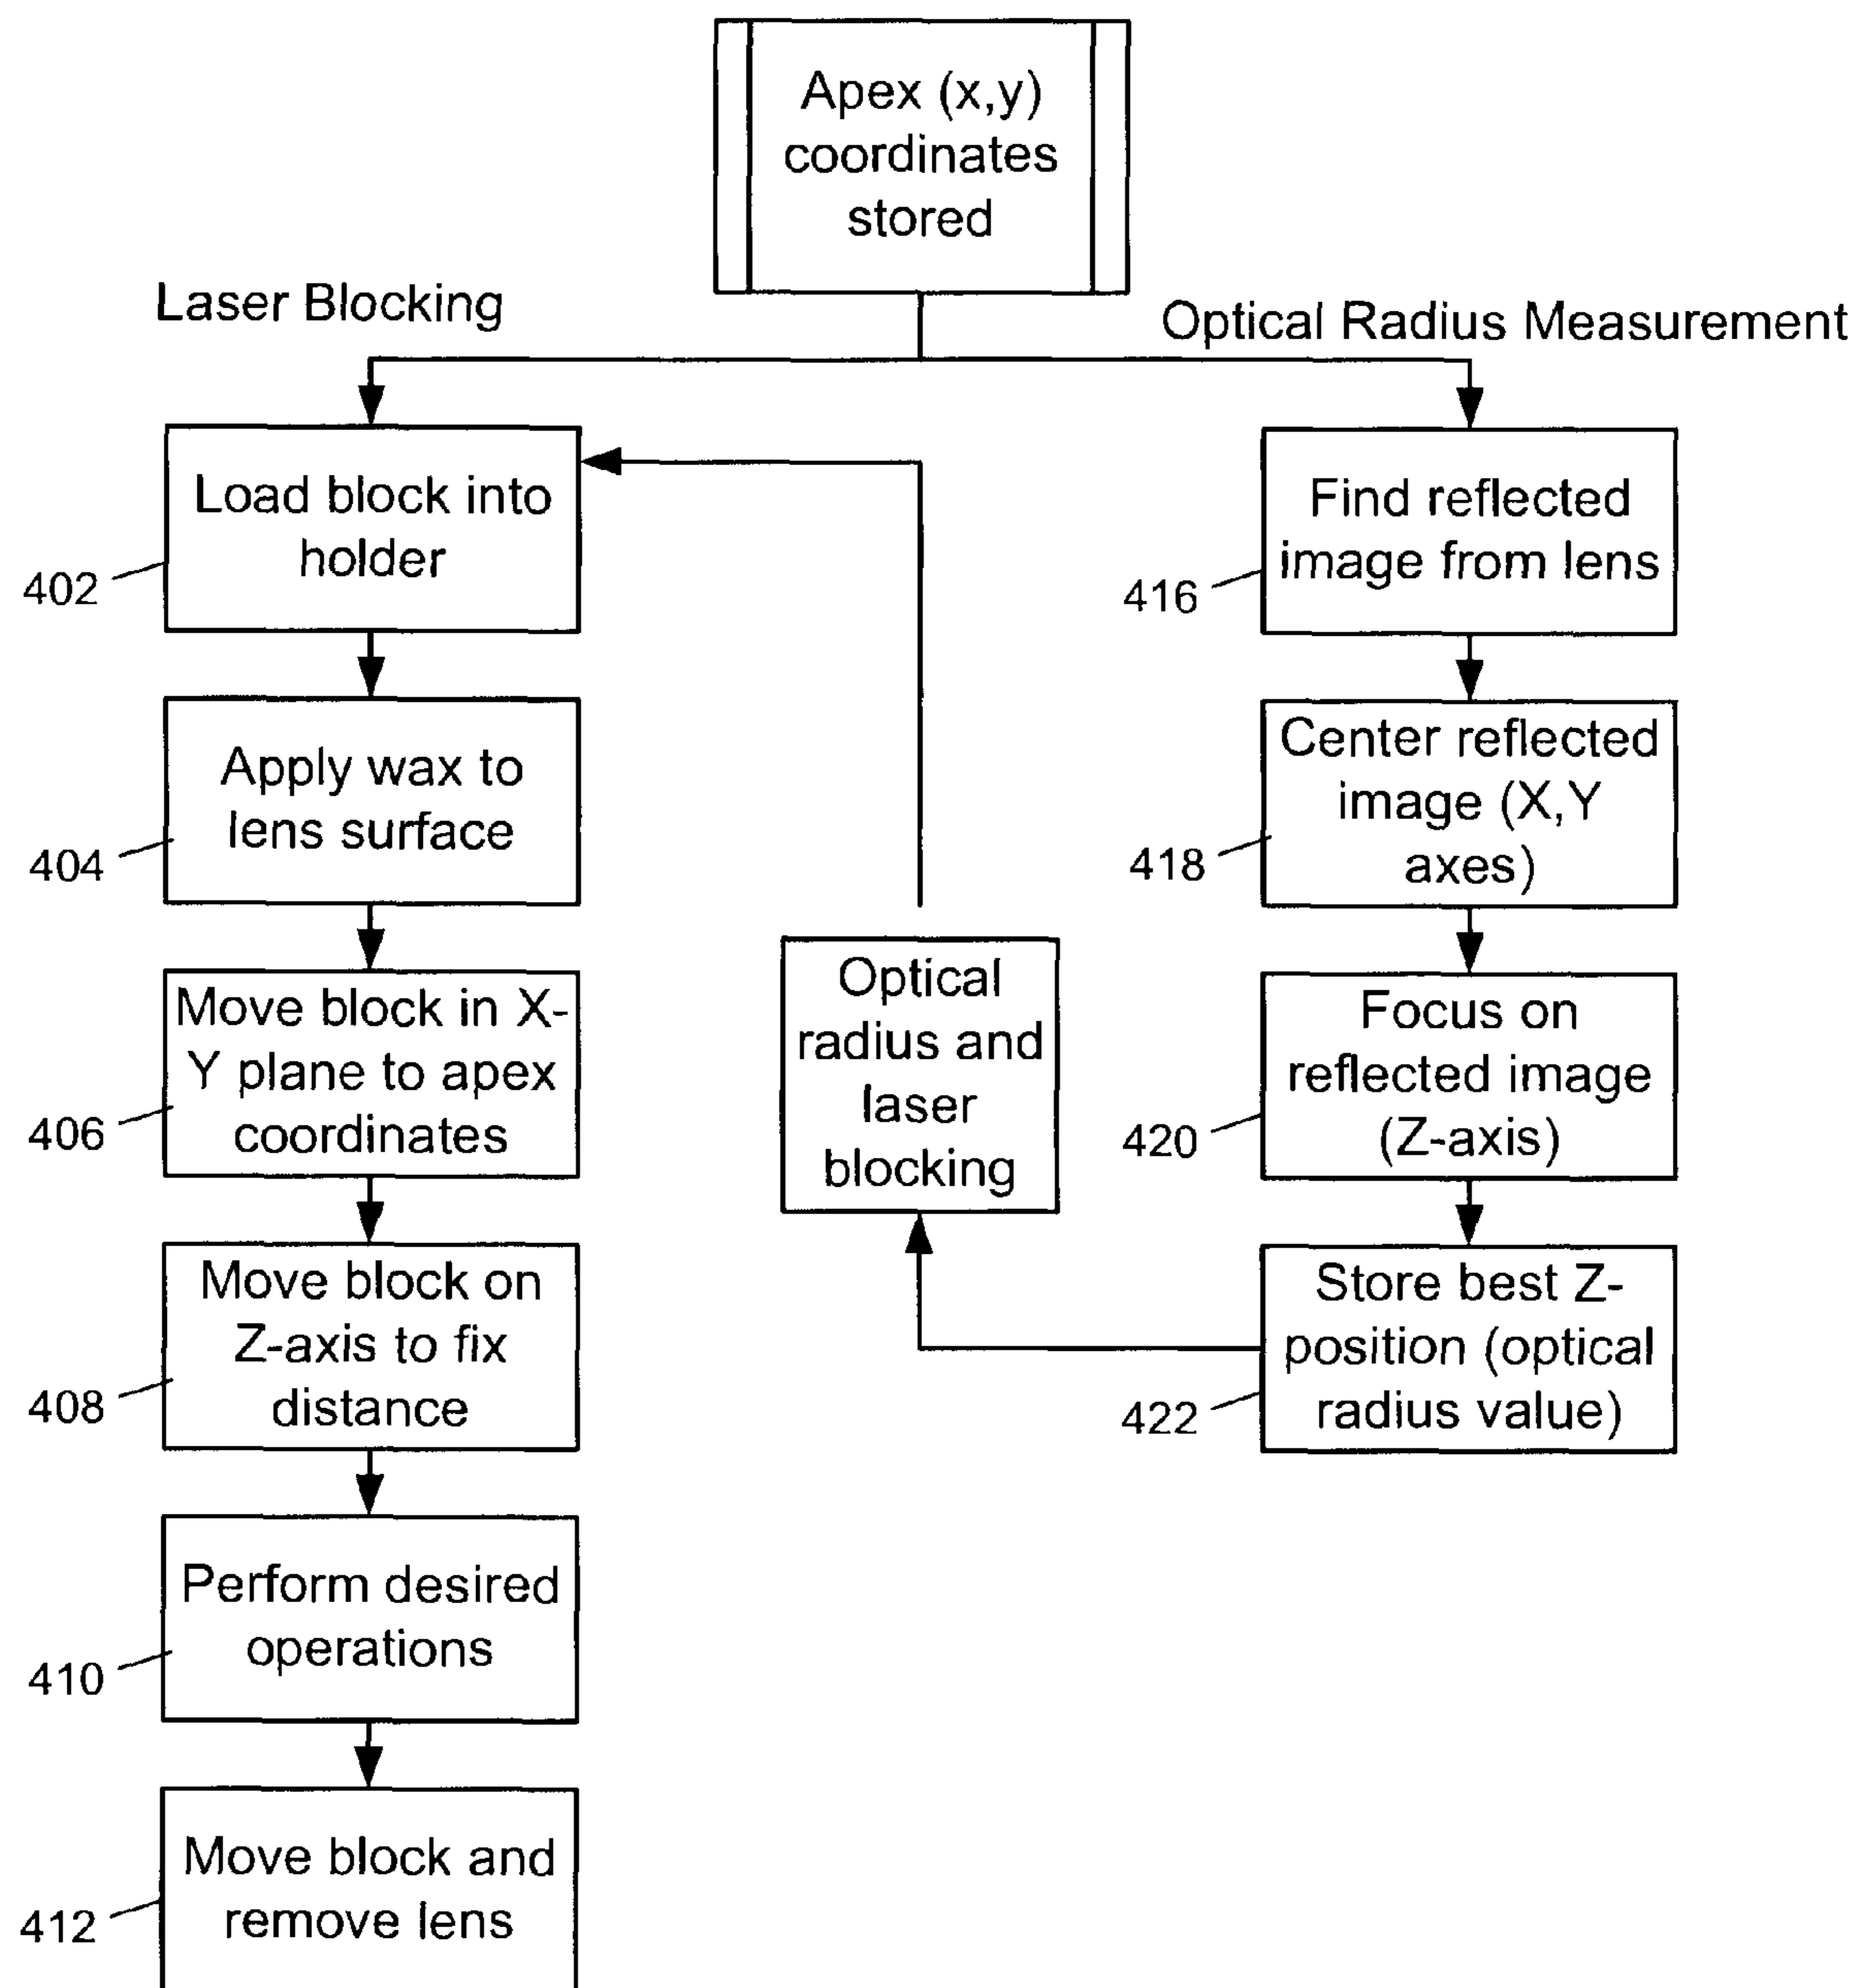 Apex (x,y)
coordinates
stored
Laser Blocking
Optical Radius Measurement
Load block into
holder
402
Apply wax to
lens surface
404
Move block in X-
Y plane to apex
coordinates
406
Move block on
Z-axis to fix
distance
408
Perform desired
operations
410
Move block and
remove lens
412
Optical
radius and
laser
blocking
Find reflected
image from lens
416
Center reflected
image (X,Y
axes)
418
Focus on
reflected image
(Z-axis)
420
Store best Z-
position (optical
radius value)
422